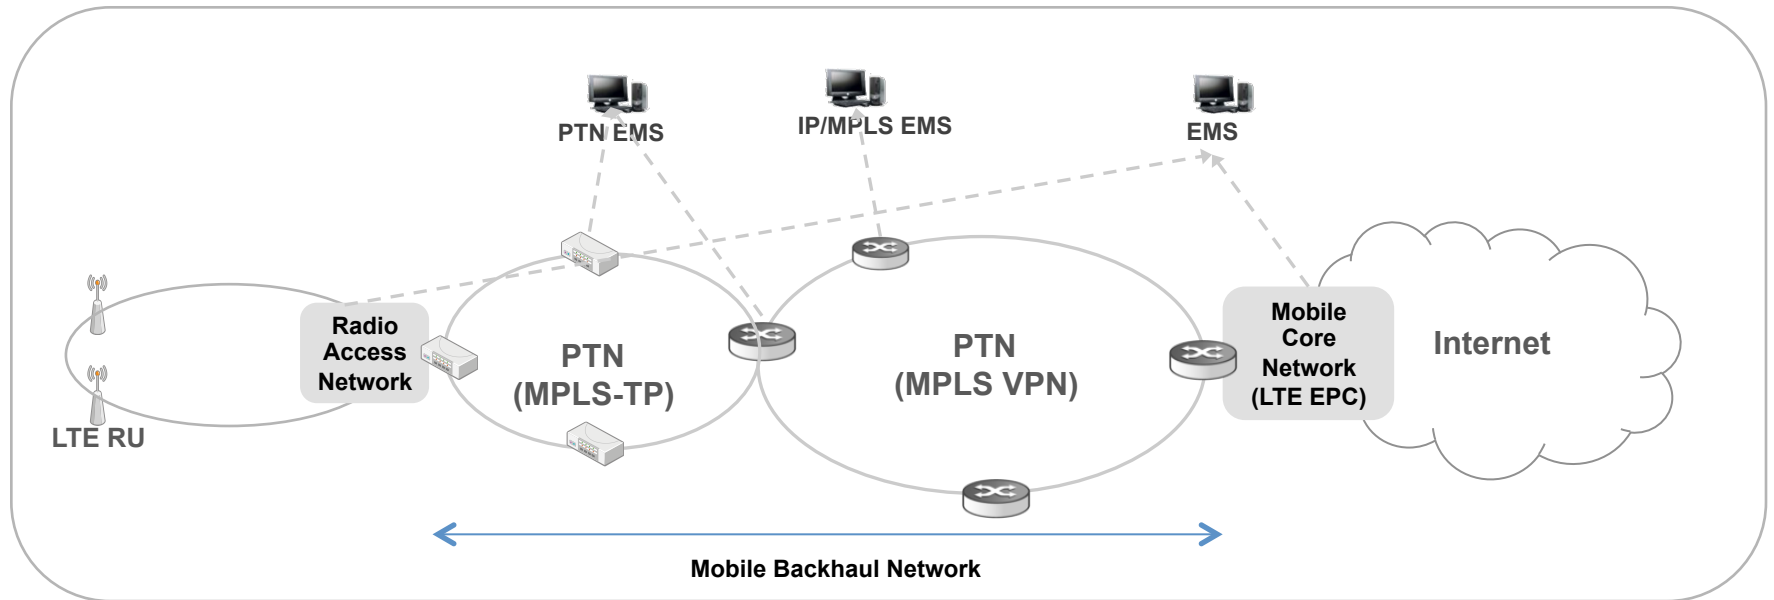 PTN EMS
IP/MPLS EMS
EMS
LTE RU
Radio
Access
Network
PTN
(MPLS-TP)
PTN
(MPLS VPN)
Mobile
Core
Network
(LTE EPC)
Internet
Mobile Backhaul Network